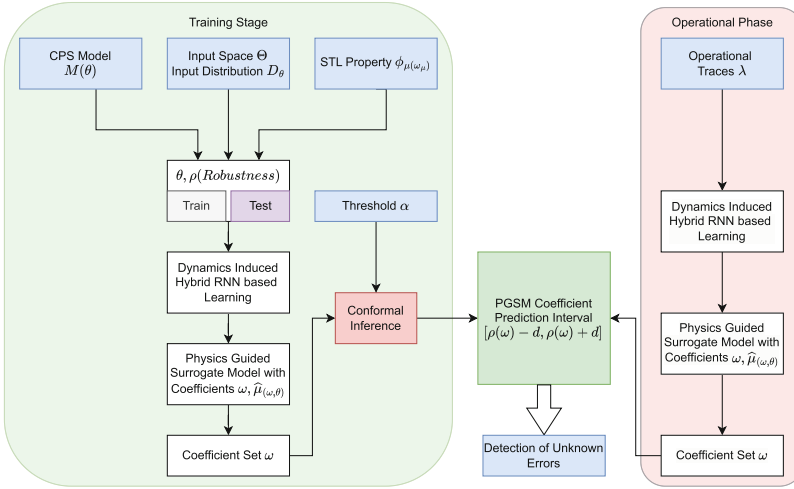 Training Stage
CPS Model
M(θ)
Input Space Θ
Input Distribution D_θ
STL Property ϕ_{μ(ω_μ)}
θ, ρ(Robustness)
Train
Test
Threshold α
Dynamics Induced
Hybrid RNN based
Learning
Conformal
Inference
Physics Guided
Surrogate Model with
Coefficients ω, μ̂_{(ω,θ)}
Coefficient Set ω
PGSM Coefficient
Prediction Interval
[ρ(ω) − d, ρ(ω) + d]
Detection of Unknown
Errors
Operational Phase
Operational
Traces λ
Dynamics Induced
Hybrid RNN based
Learning
Physics Guided
Surrogate Model with
Coefficients ω, μ̂_{(ω,θ)}
Coefficient Set ω